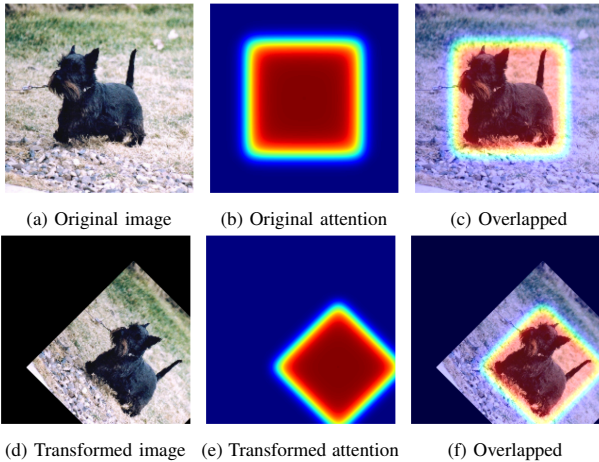 (a) Original image
(b) Original attention
(c) Overlapped
(d) Transformed image
(e) Transformed attention
(f) Overlapped